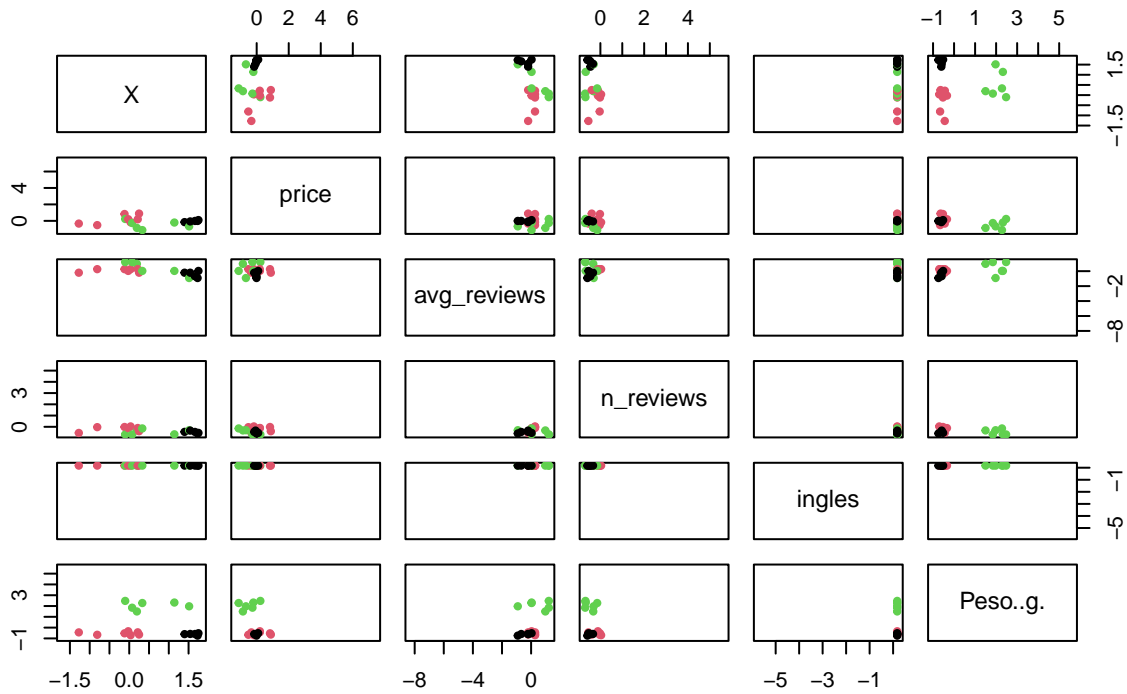 0 2 4 6
0 2 4
−1 1 3 5
X
−1.5 1.5
0 4
price
avg_reviews
−8 −2
0 3
n_reviews
ingles
−5 −1
−1 3
Peso..g.
−1.5 0.0 1.5
−8 −4 0
−5 −3 −1